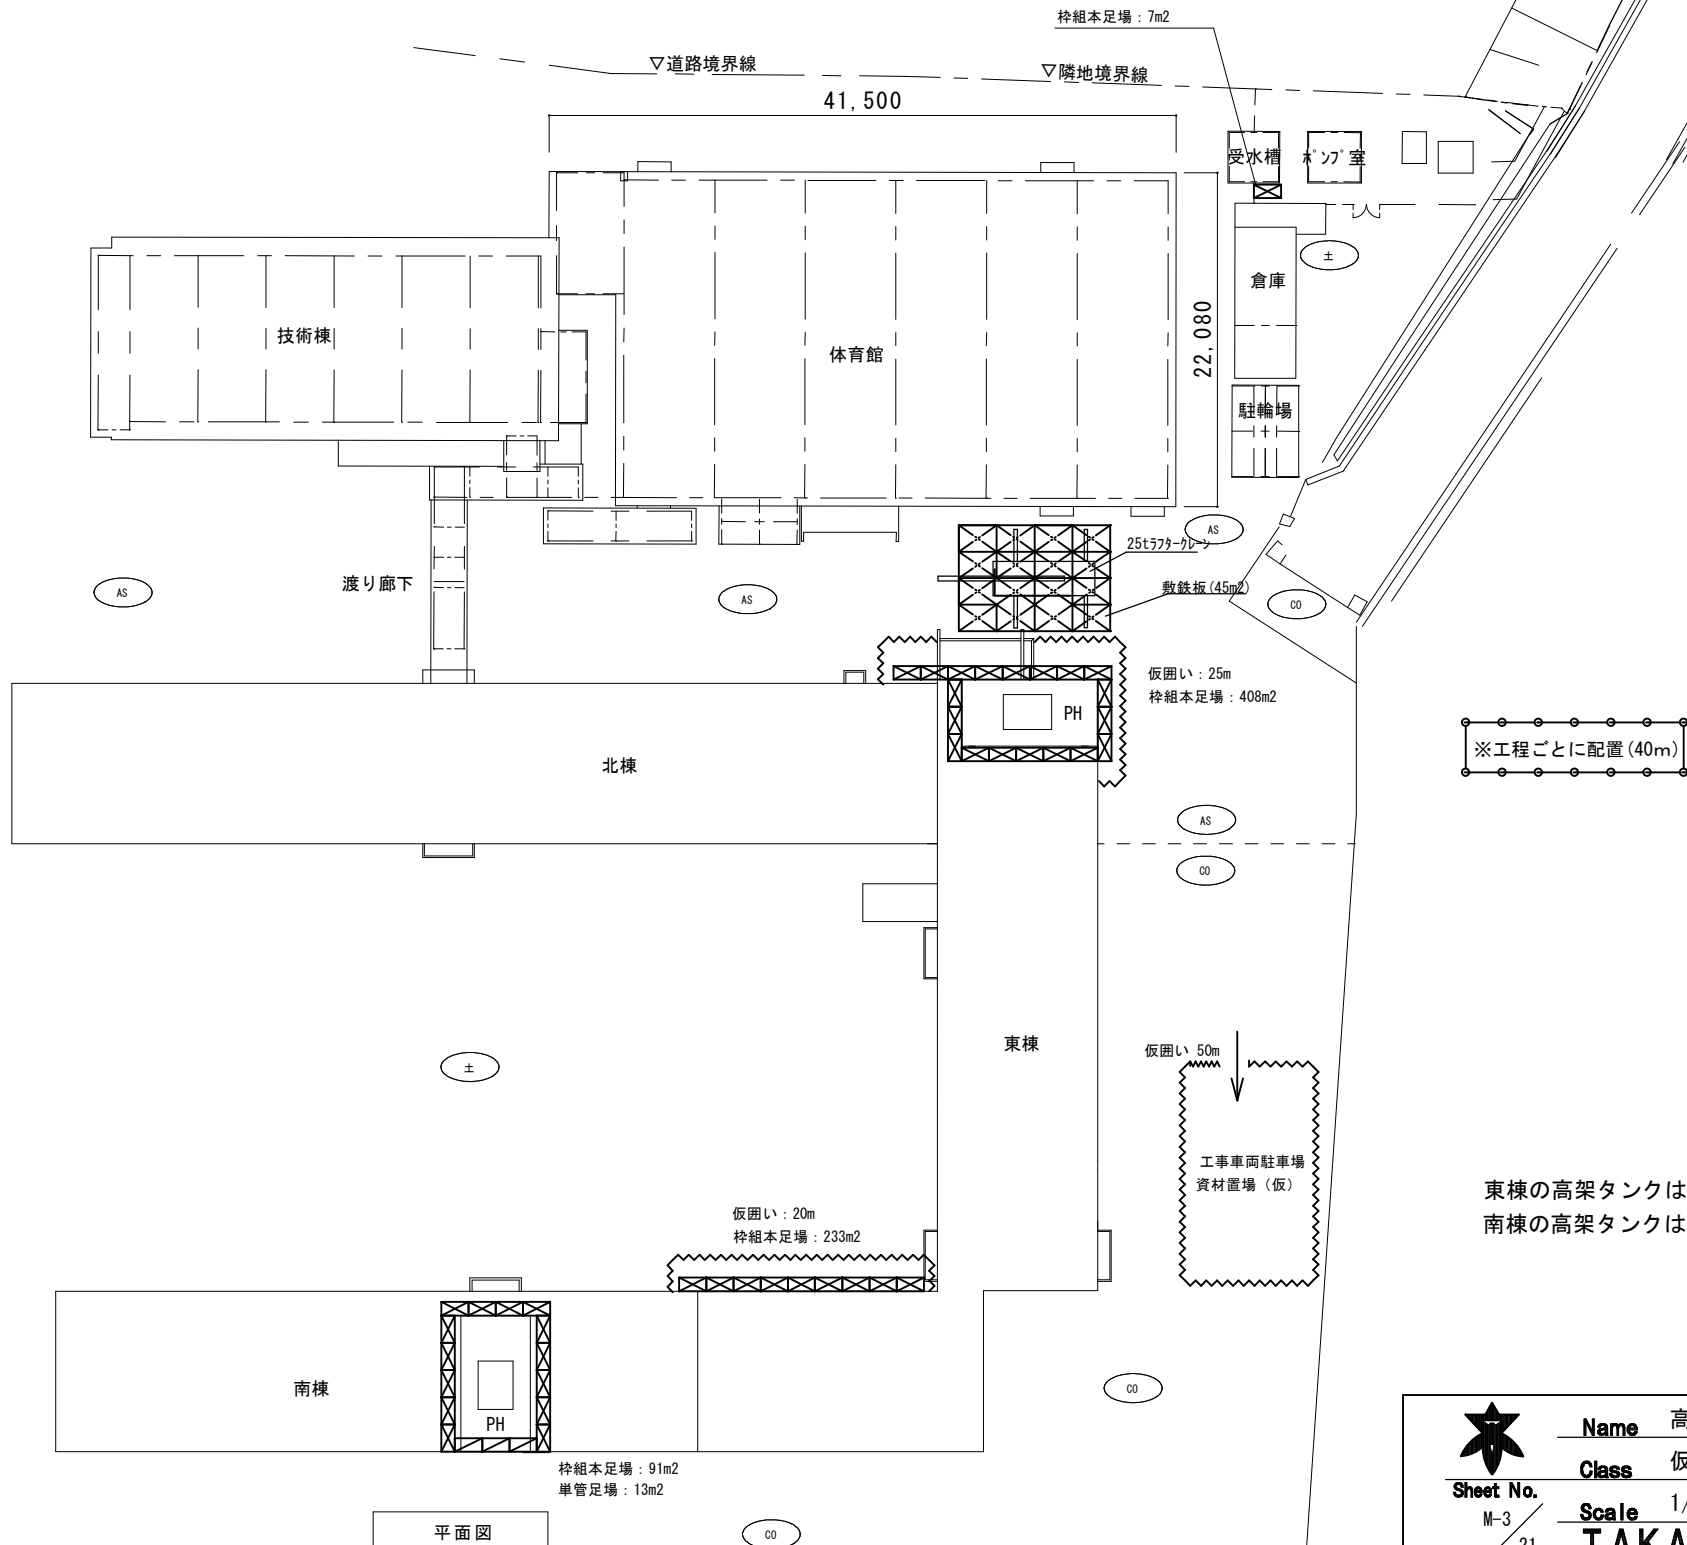 枠組本足場：7m2
▽道路境界線
▽隣地境界線
41,500
受水槽
ﾎﾟﾝﾌﾟ室
土
倉庫
技術棟
体育館
22,080
駐輪場
AS
25tﾗﾌﾀｰｸﾚｰﾝ
渡り廊下
AS
AS
敷鉄板(45m2)
CO
仮囲い：25m
枠組本足場：408m2
PH
※工程ごとに配置(40m)
北棟
AS
CO
東棟
仮囲い 50m
土
工事車両駐車場
資材置場（仮）
東棟の高架タンクは
南棟の高架タンクは
仮囲い：20m
枠組本足場：233m2
南棟
PH
CO
枠組本足場：91m2
単管足場：13m2
平面図
CO
Name 高
Class 仮
Sheet No.
Scale 1/
M-3
21
TAKA